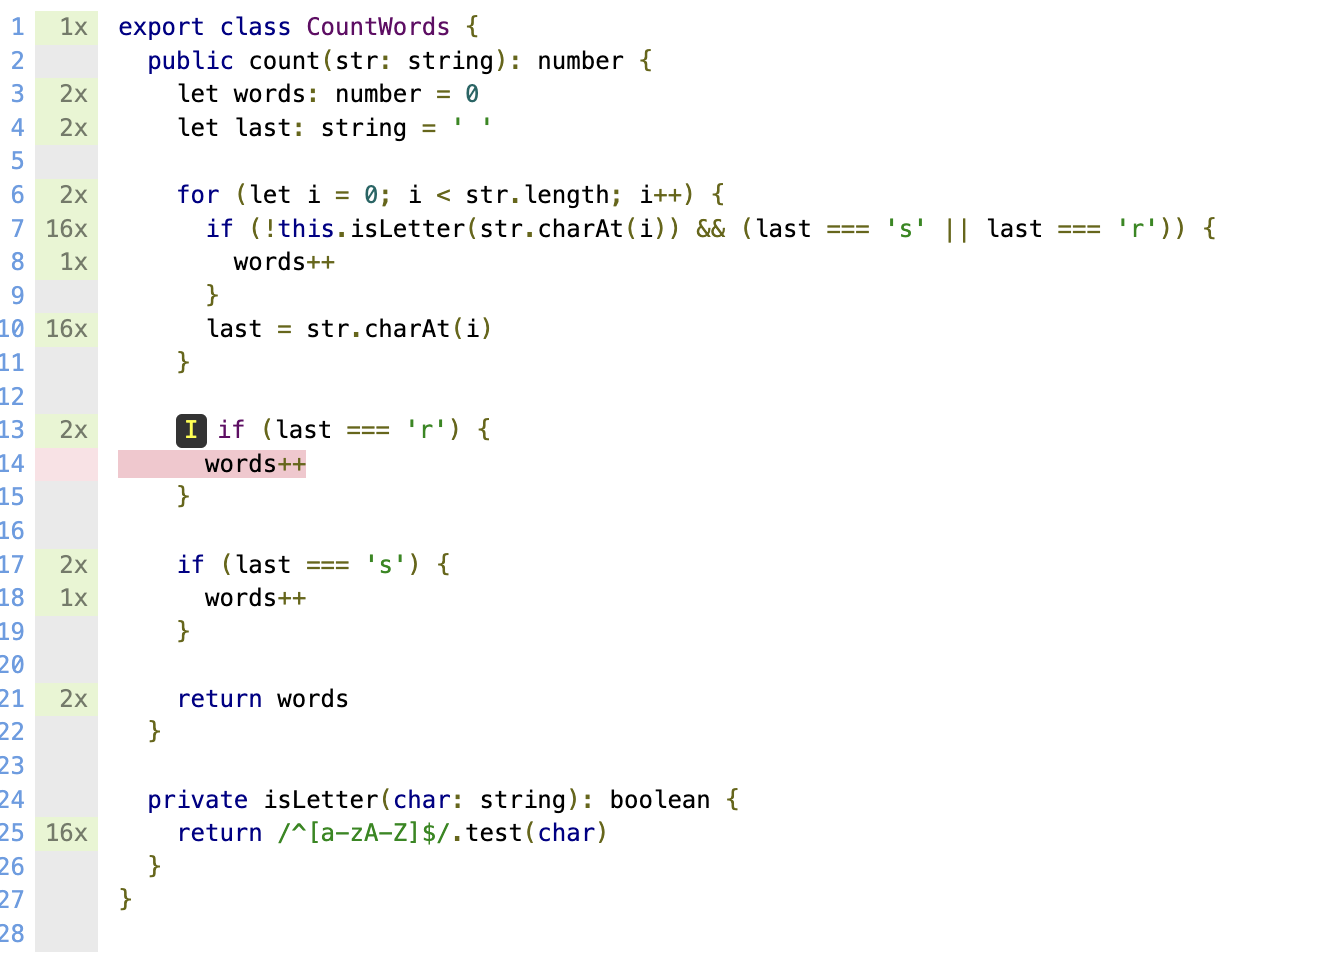 1 1x export class CountWords {
2 public count(str: string): number {
3 2x let words: number = 0
4 2x let last: string = ' '
5
6 2x for (let i = 0; i < str.length; i++) {
7 16x if (!this.isLetter(str.charAt(i)) && (last === 's' || last === 'r')) {
8 1x words++
9 }
10 16x last = str.charAt(i)
11 }
12
13 2x I if (last === 'r') {
14 words++
15 }
16
17 2x if (last === 's') {
18 1x words++
19 }
20
21 2x return words
22 }
23
24 private isLetter(char: string): boolean {
25 16x return /^[a-zA-Z]$/.test(char)
26 }
27 }
28